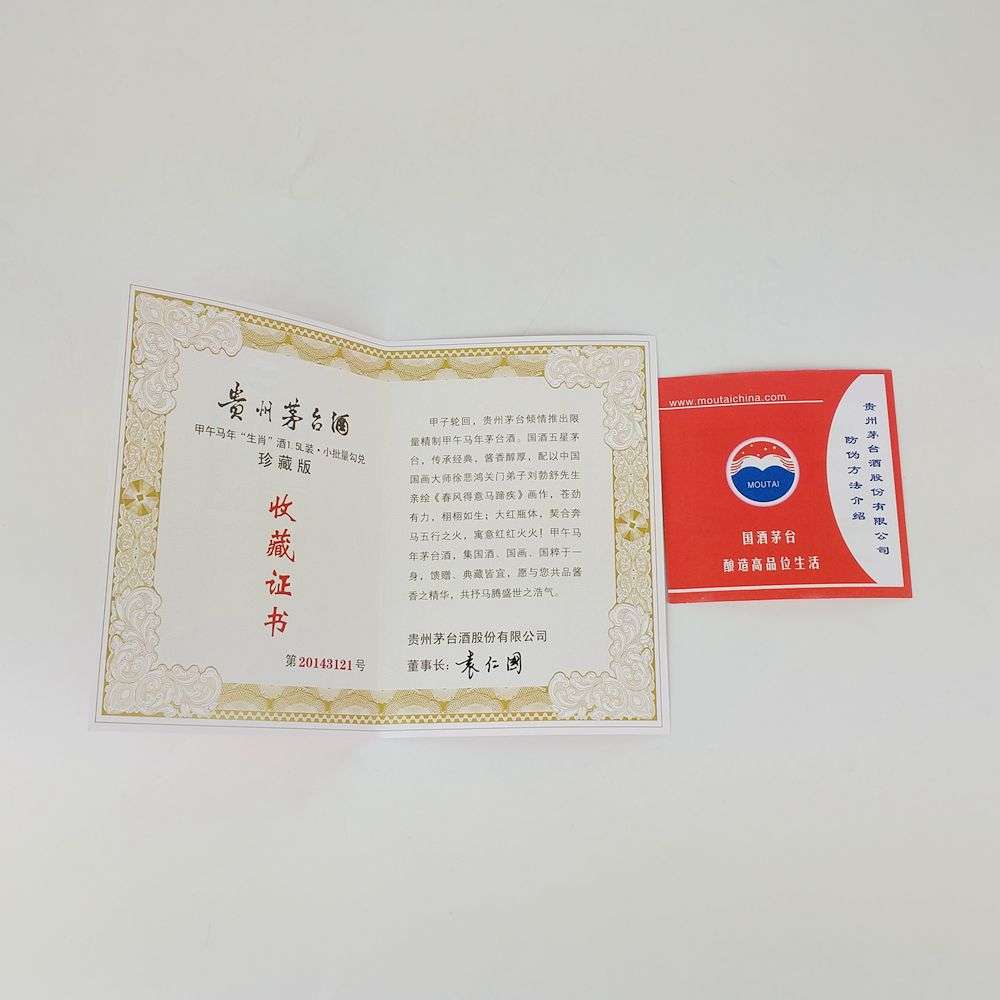 贵州茅台酒
甲午马年“生肖”酒1.5L装·小批量勾兑
珍藏版
收藏证书
第20143121号
甲子轮回，贵州茅台倾情推出限
量精制甲午马年茅台酒。国酒五星茅
台，传承经典，酱香醇厚，配以中国
国画大师徐悲鸿关门弟子刘勃舒先生
亲绘《春风得意马蹄疾》画作，苍劲
有力，栩栩如生；大红瓶体，契合奔
马五行之火，寓意红红火火！甲午马
年茅台酒，集国酒、国画、国粹于一
身，馈赠、典藏皆宜，愿与您共品酱
香之精华，共抒马腾盛世之浩气。
贵州茅台酒股份有限公司
董事长：袁仁国
www.moutaichina.com
MOUTAI
国酒茅台
酿造高品位生活
贵州茅台酒股份有限公司
防伪方法介绍